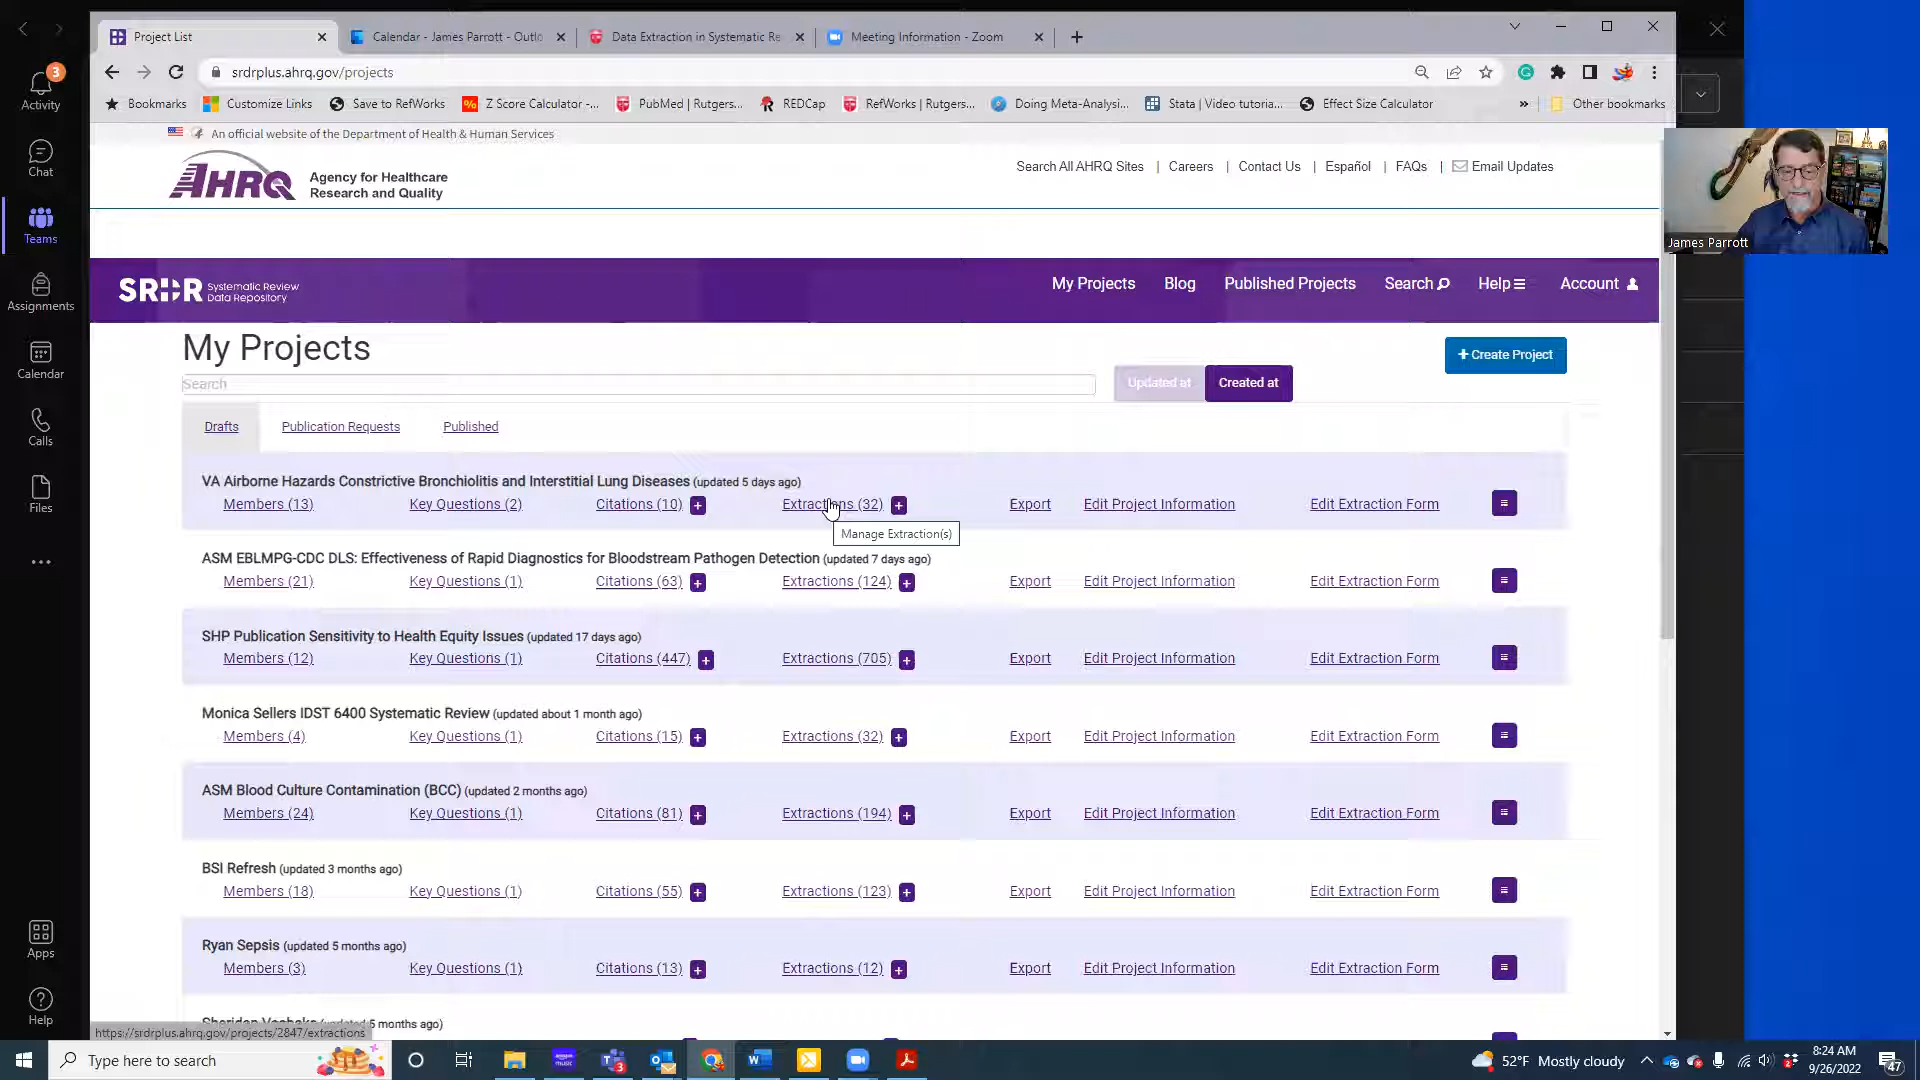 Project List
Calendar - James Parrott - Outlo
Data Extraction in Systematic Re
Meeting Information - Zoom
srdrplus.ahrq.gov/projects
3
Activity
Bookmarks
Customize Links
Save to RefWorks
Z Score Calculator -...
PubMed | Rutgers...
REDCap
RefWorks | Rutgers...
Doing Meta-Analysi...
Stata | Video tutoria...
Effect Size Calculator
»
Other bookmarks
An official website of the Department of Health & Human Services
Chat
AHRQ
Agency for Healthcare
Research and Quality
Search All AHRQ Sites | Careers | Contact Us | Español | FAQs | Email Updates
James Parrott
Teams
SRDR Systematic Review
Data Repository
My Projects Blog Published Projects Search Help Account
Assignments
My Projects
+ Create Project
Calendar
Search
Updated at Created at
Drafts Publication Requests Published
Calls
VA Airborne Hazards Constrictive Bronchiolitis and Interstitial Lung Diseases (updated 5 days ago)
Members (13) Key Questions (2) Citations (10) + Extractions (32) + Export Edit Project Information Edit Extraction Form
Files
Manage Extraction(s)
ASM EBLMPG-CDC DLS: Effectiveness of Rapid Diagnostics for Bloodstream Pathogen Detection (updated 7 days ago)
Members (21) Key Questions (1) Citations (63) + Extractions (124) + Export Edit Project Information Edit Extraction Form
SHP Publication Sensitivity to Health Equity Issues (updated 17 days ago)
Members (12) Key Questions (1) Citations (447) + Extractions (705) + Export Edit Project Information Edit Extraction Form
Monica Sellers IDST 6400 Systematic Review (updated about 1 month ago)
Members (4) Key Questions (1) Citations (15) + Extractions (32) + Export Edit Project Information Edit Extraction Form
ASM Blood Culture Contamination (BCC) (updated 2 months ago)
Members (24) Key Questions (1) Citations (81) + Extractions (194) + Export Edit Project Information Edit Extraction Form
BSI Refresh (updated 3 months ago)
Members (18) Key Questions (1) Citations (55) + Extractions (123) + Export Edit Project Information Edit Extraction Form
Apps
Ryan Sepsis (updated 5 months ago)
Members (3) Key Questions (1) Citations (13) + Extractions (12) + Export Edit Project Information Edit Extraction Form
Help
5 months ago)
https://srdrplus.ahrq.gov/projects/2847/extractions
Type here to search
amazon music
3
52°F Mostly cloudy
8:24 AM
9/26/2022
47